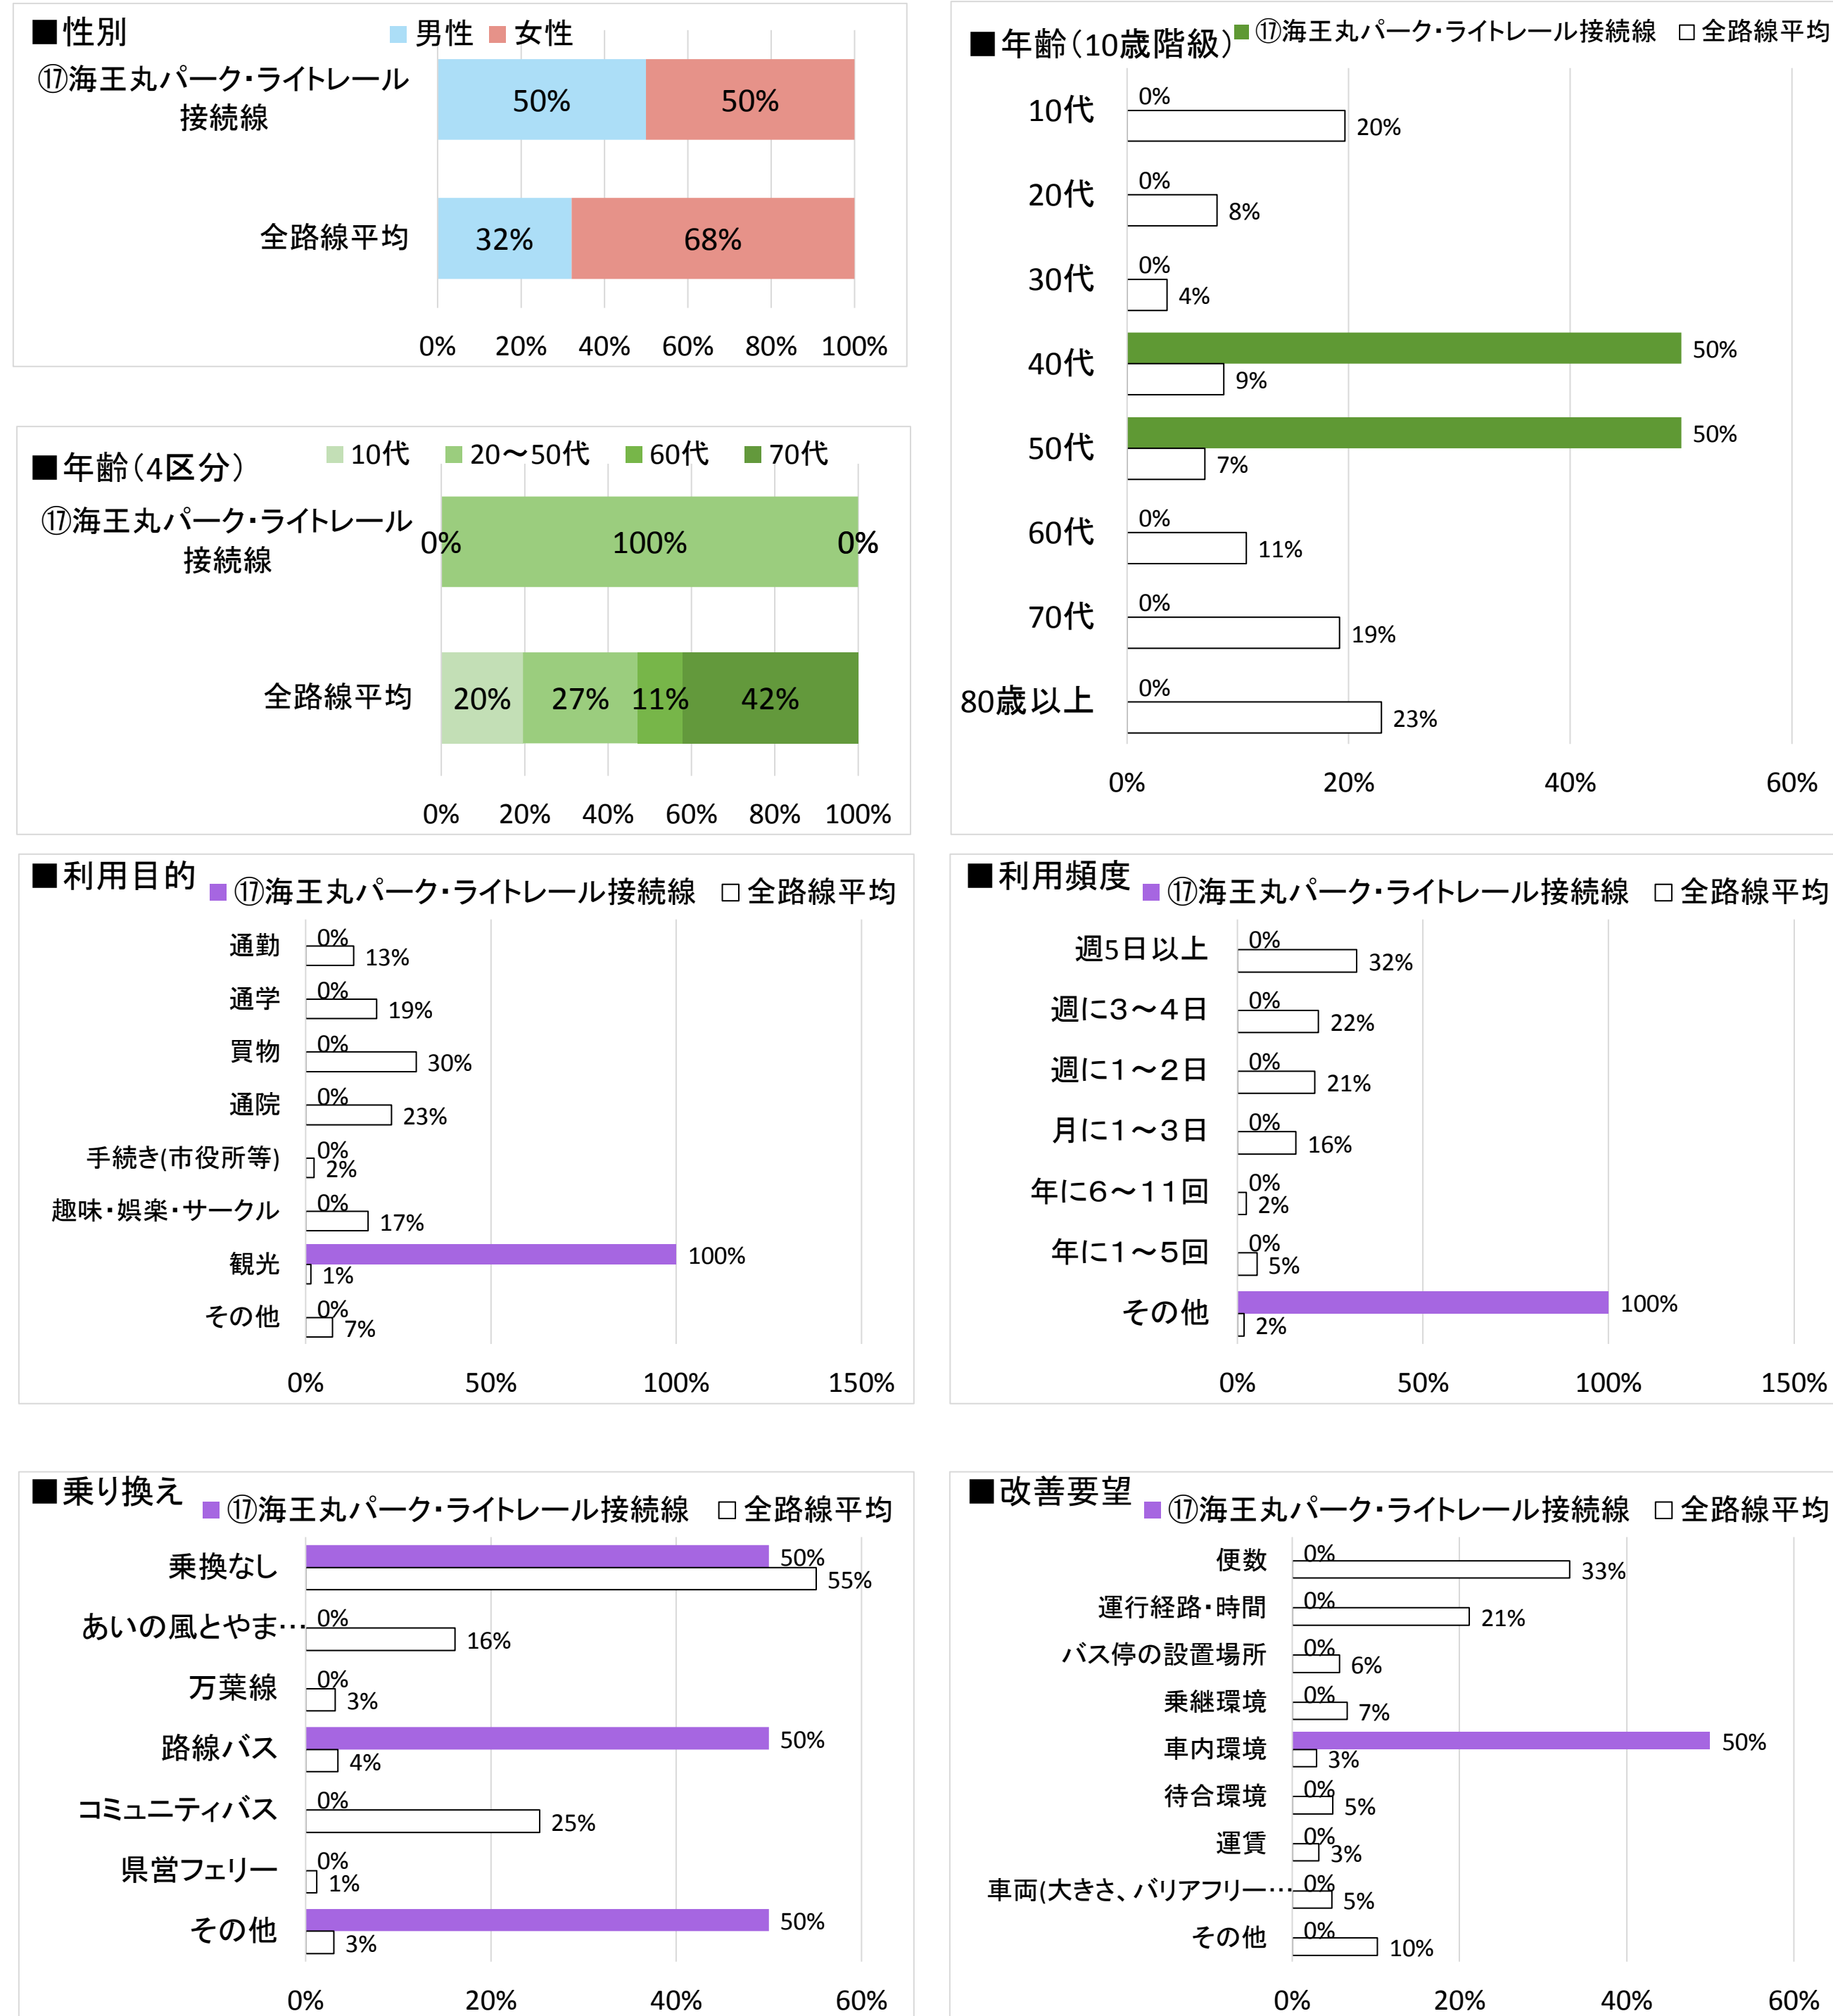 ■性別
男性 女性
⑰海王丸パーク・ライトレール
接続線
50% 50%
全路線平均
32% 68%
0% 20% 40% 60% 80% 100%
■年齢(10歳階級)
⑰海王丸パーク・ライトレール接続線 全路線平均
10代 0% 20%
20代 0% 8%
30代 0% 4%
40代 50% 9%
50代 50% 7%
60代 0% 11%
70代 0% 19%
80歳以上 0% 23%
0% 20% 40% 60%
■年齢(4区分)
10代 20~50代 60代 70代
⑰海王丸パーク・ライトレール
接続線
0% 100% 0%
全路線平均
20% 27% 11% 42%
0% 20% 40% 60% 80% 100%
■利用目的
⑰海王丸パーク・ライトレール接続線 全路線平均
通勤 0% 13%
通学 0% 19%
買物 0% 30%
通院 0% 23%
手続き(市役所等) 0% 2%
趣味・娯楽・サークル 0% 17%
観光 100% 1%
その他 0% 7%
0% 50% 100% 150%
■利用頻度
⑰海王丸パーク・ライトレール接続線 全路線平均
週5日以上 0% 32%
週に3~4日 0% 22%
週に1~2日 0% 21%
月に1~3日 0% 16%
年に6~11回 0% 2%
年に1~5回 0% 5%
その他 100% 2%
0% 50% 100% 150%
■乗り換え
⑰海王丸パーク・ライトレール接続線 全路線平均
乗換なし 50% 55%
あいの風とやま… 0% 16%
万葉線 0% 3%
路線バス 50% 4%
コミュニティバス 0% 25%
県営フェリー 0% 1%
その他 50% 3%
0% 20% 40% 60%
■改善要望
⑰海王丸パーク・ライトレール接続線 全路線平均
便数 0% 33%
運行経路・時間 0% 21%
バス停の設置場所 0% 6%
乗継環境 0% 7%
車内環境 50% 3%
待合環境 0% 5%
運賃 0% 3%
車両(大きさ、バリアフリー… 0% 5%
その他 0% 10%
0% 20% 40% 60%